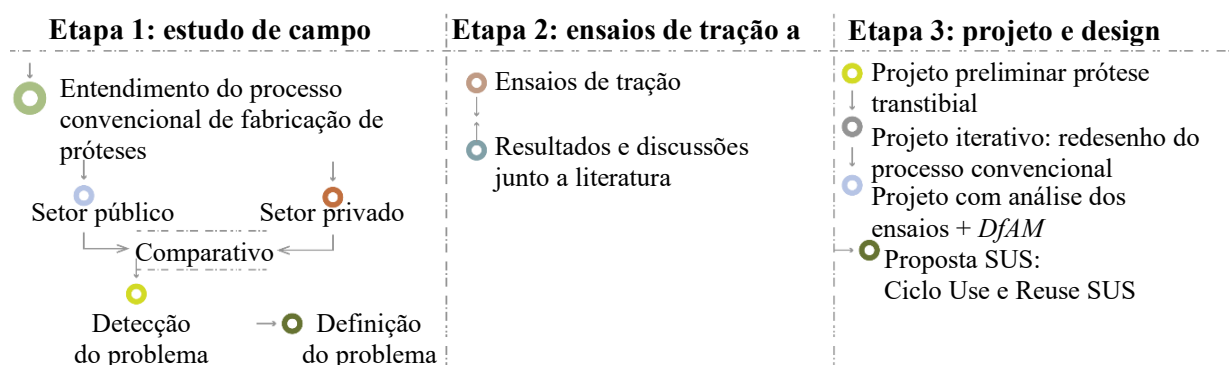 Etapa 1: estudo de campo
Entendimento do processo
convencional de fabricação de
próteses
Setor público
Setor privado
Comparativo
Detecção
do problema
Definição
do problema
Etapa 2: ensaios de tração a
Ensaios de tração
Resultados e discussões
junto a literatura
Etapa 3: projeto e design
Projeto preliminar prótese
transtibial
Projeto iterativo: redesenho do
processo convencional
Projeto com análise dos
ensaios + DfAM
Proposta SUS:
Ciclo Use e Reuse SUS